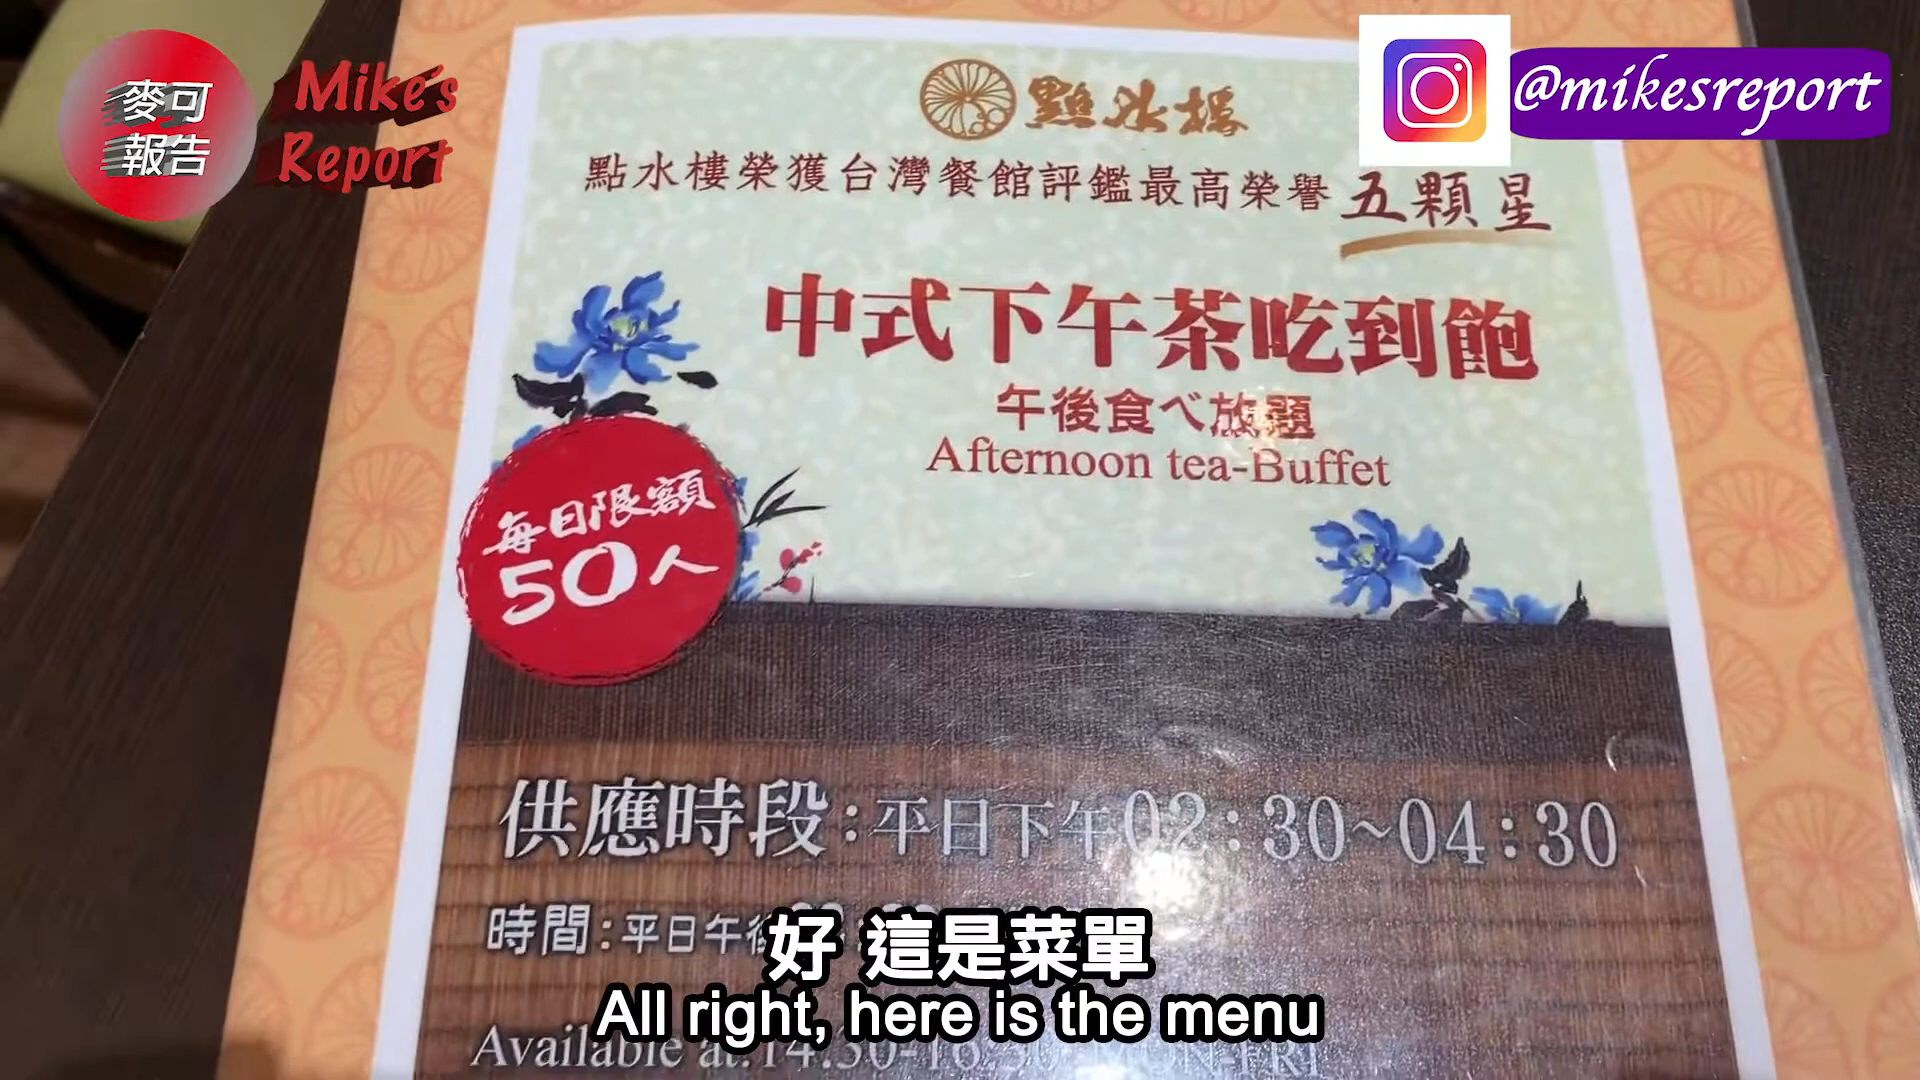 麥可
報告
Mike's
Report
@mikesreport
點水樓
點水樓榮獲台灣餐館評鑑最高榮譽 五顆星
中式下午茶吃到飽
午後食べ放題
Afternoon tea-Buffet
每日限額
50人
供應時段:平日下午02:30~04:30
時間:平日午後
好 這是菜單
All right, here is the menu
Available at:14:30-16:30 MON-FRI